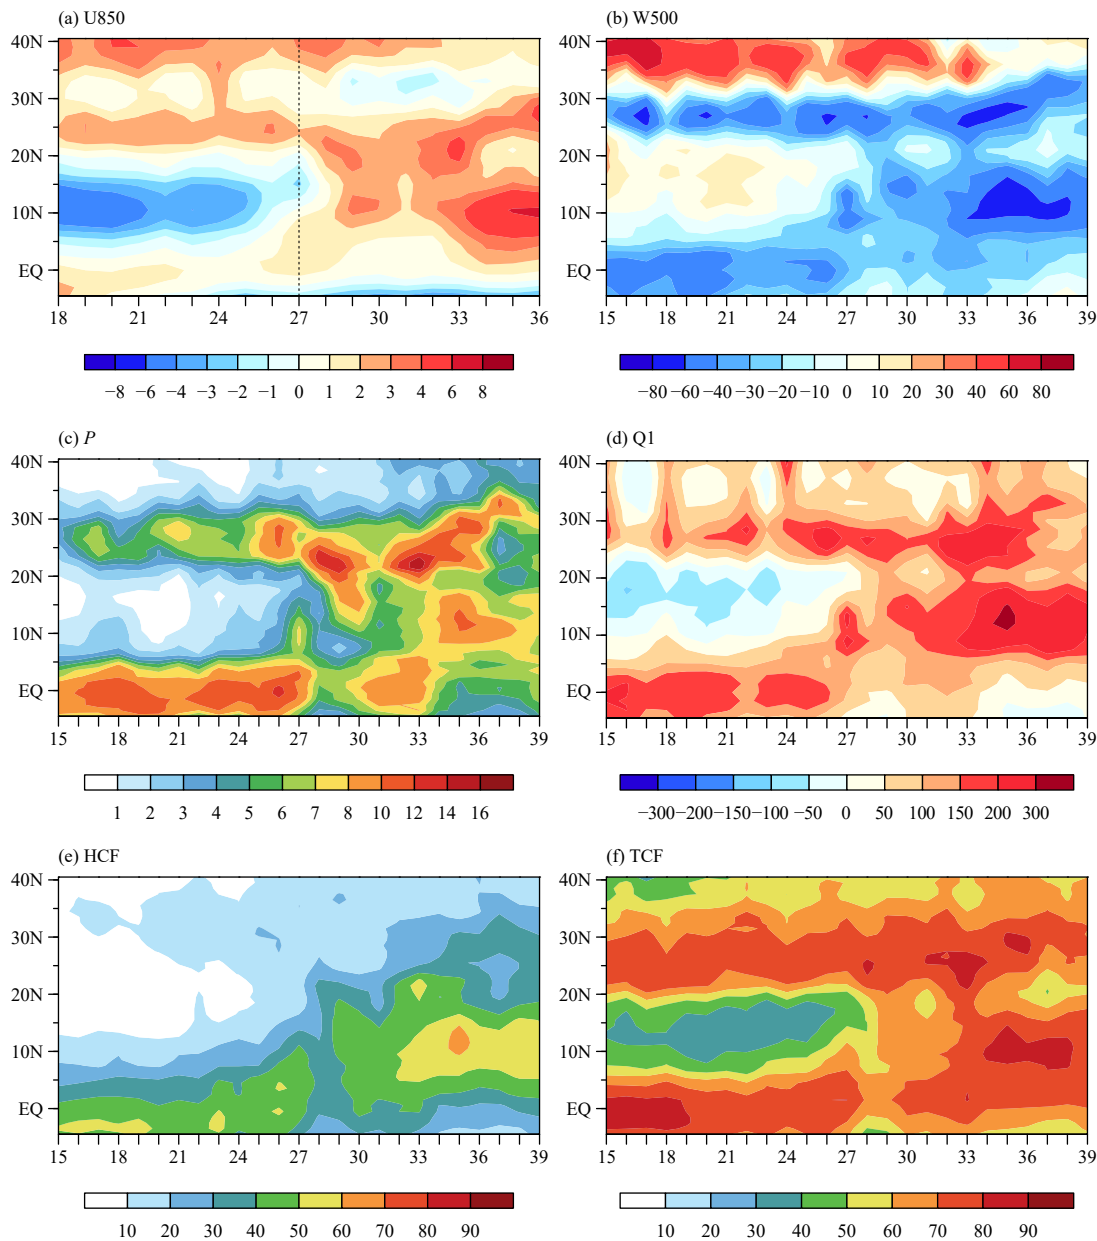 (a) U850
(b) W500
40N
30N
20N
10N
EQ
18 21 24 27 30 33 36
−8 −6 −4 −3 −2 −1 0 1 2 3 4 6 8
40N
30N
20N
10N
EQ
15 18 21 24 27 30 33 36 39
−80 −60 −40 −30 −20 −10 0 10 20 30 40 60 80
(c) P
(d) Q1
40N
30N
20N
10N
EQ
15 18 21 24 27 30 33 36 39
1 2 3 4 5 6 7 8 10 12 14 16
40N
30N
20N
10N
EQ
15 18 21 24 27 30 33 36 39
−300 −200 −150 −100 −50 0 50 100 150 200 300
(e) HCF
(f) TCF
40N
30N
20N
10N
EQ
15 18 21 24 27 30 33 36 39
10 20 30 40 50 60 70 80 90
40N
30N
20N
10N
EQ
15 18 21 24 27 30 33 36 39
10 20 30 40 50 60 70 80 90